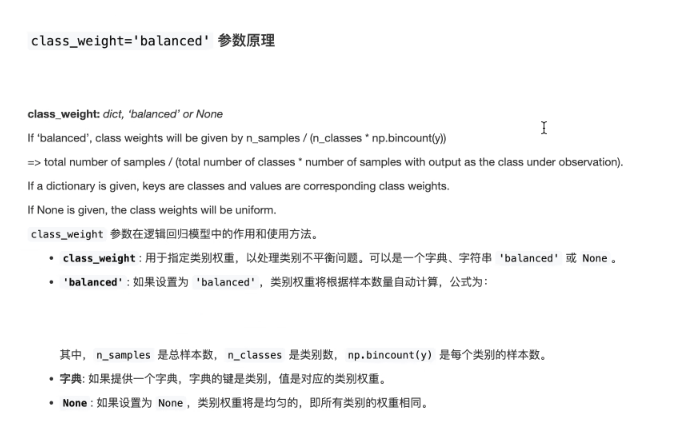 class_weight='balanced' 参数原理
class_weight: dict, ‘balanced’ or None
If ‘balanced’, class weights will be given by n_samples / (n_classes * np.bincount(y))
=> total number of samples / (total number of classes * number of samples with output as the class under observation).
If a dictionary is given, keys are classes and values are corresponding class weights.
If None is given, the class weights will be uniform.
class_weight 参数在逻辑回归模型中的作用和使用方法。
• class_weight：用于指定类别权重，以处理类别不平衡问题。可以是一个字典、字符串 'balanced' 或 None 。
• 'balanced'：如果设置为 'balanced' ，类别权重将根据样本数量自动计算，公式为：
其中， n_samples 是总样本数， n_classes 是类别数， np.bincount(y) 是每个类别的样本数。
• 字典: 如果提供一个字典，字典的键是类别，值是对应的类别权重。
• None：如果设置为 None ，类别权重将是均匀的，即所有类别的权重相同。